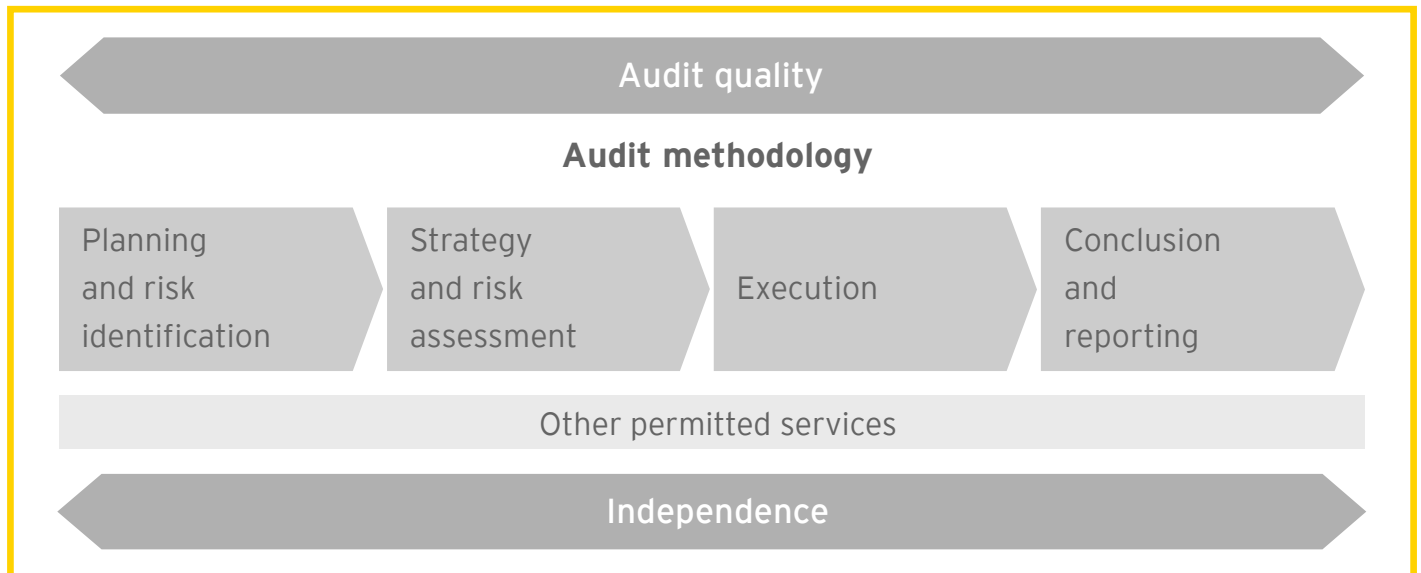 Audit quality
Audit methodology
Planning
and risk
identification
Strategy
and risk
assessment
Execution
Conclusion
and
reporting
Other permitted services
Independence